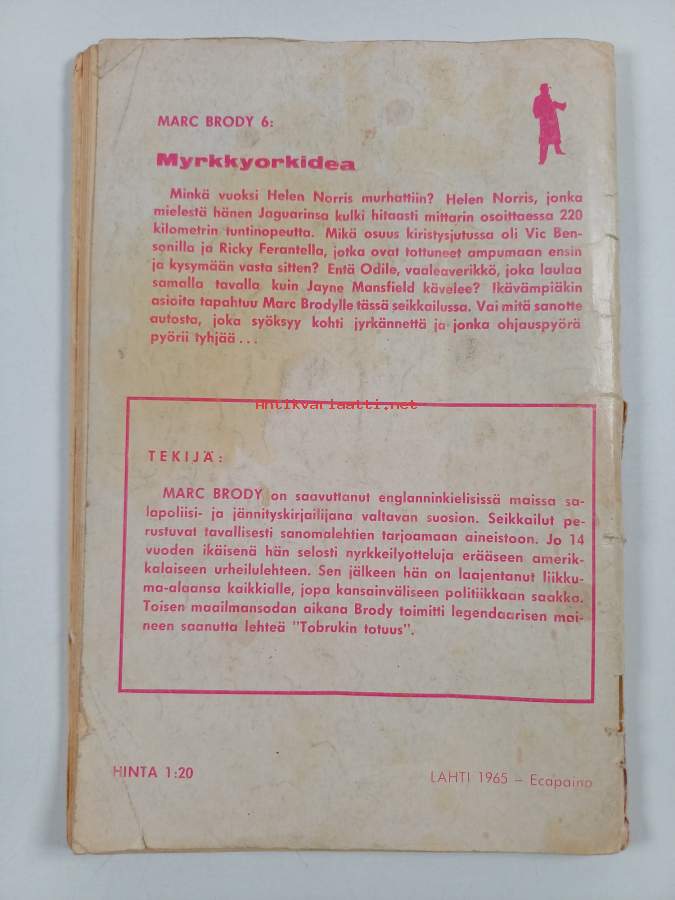 MARC BRODY 6:
Myrkkyorkidea
Minkä vuoksi Helen Norris murhattiin? Helen Norris, jonka
mielestä hänen Jaguarinsa kulki hitaasti mittarin osoittaessa 220
kilometrin tuntinopeutta. Mikä osuus kiristysjutussa oli Vic Ben-
sonilla ja Ricky Ferantella, jotka ovat tottuneet ampumaan ensin
ja kysymään vasta sitten? Entä Odile, vaaleaverikkö, joka laulaa
samalla tavalla kuin Jayne Mansfield kävelee? Ikävämpiäkin
asioita tapahtuu Marc Brodylle tässä seikkailussa. Vai mitä sanotte
autosta, joka syöksyy kohti jyrkännettä ja jonka ohjauspyörä
pyörii tyhjää...
Antikvariaatti.net
TEKIJÄ:
MARC BRODY on saavuttanut englanninkielisissä maissa sa-
lapoliisi- ja jännityskirjailijana valtavan suosion. Seikkailut pe-
rustuvat tavallisesti sanomalehtien tarjoamaan aineistoon. Jo 14
vuoden ikäisenä hän selosti nyrkkeilyotteluja erääseen amerik-
kalaiseen urheilulehteen. Sen jälkeen hän on laajentanut liikku-
ma-alaansa kaikkialle, jopa kansainväliseen politiikkaan saakka.
Toisen maailmansodan aikana Brody toimitti legendaarisen mai-
neen saanutta lehteä "Tobrukin totuus".
HINTA 1:20
LAHTI 1965 – Ecapaino